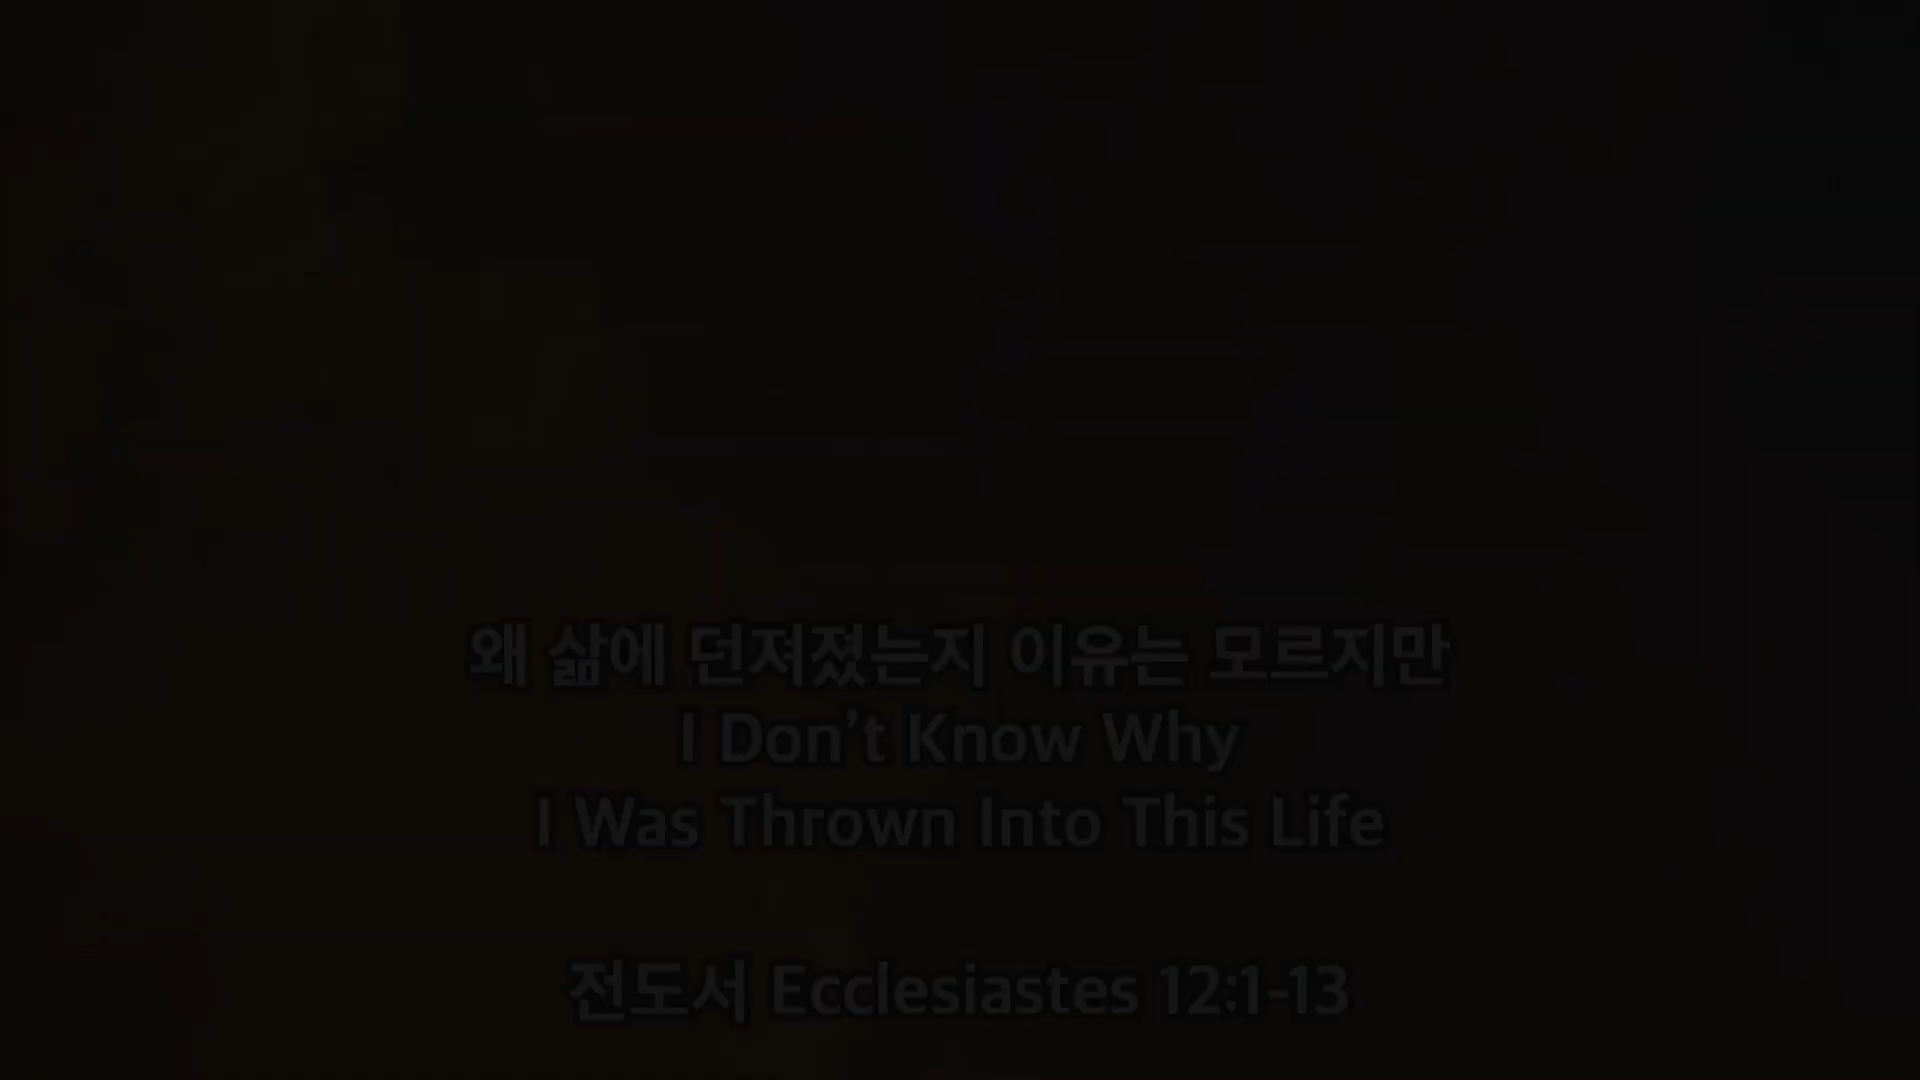 왜 삶에 던져졌는지 이유는 모르지만
I Don’t Know Why
I Was Thrown Into This Life
전도서 Ecclesiastes 12:1-13